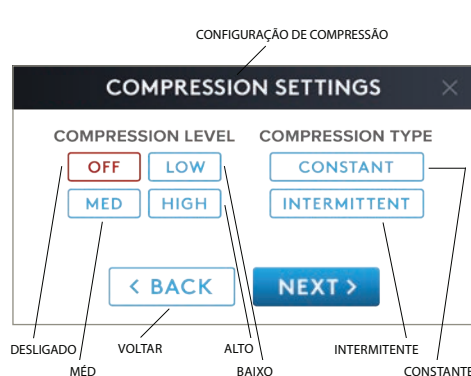 CONFIGURAÇÃO DE COMPRESSÃO
COMPRESSION SETTINGS ×
COMPRESSION LEVEL COMPRESSION TYPE
OFF LOW CONSTANT
MED HIGH INTERMITTENT
< BACK NEXT >
DESLIGADO VOLTAR ALTO INTERMITENTE
MÉD BAIXO CONSTANTE